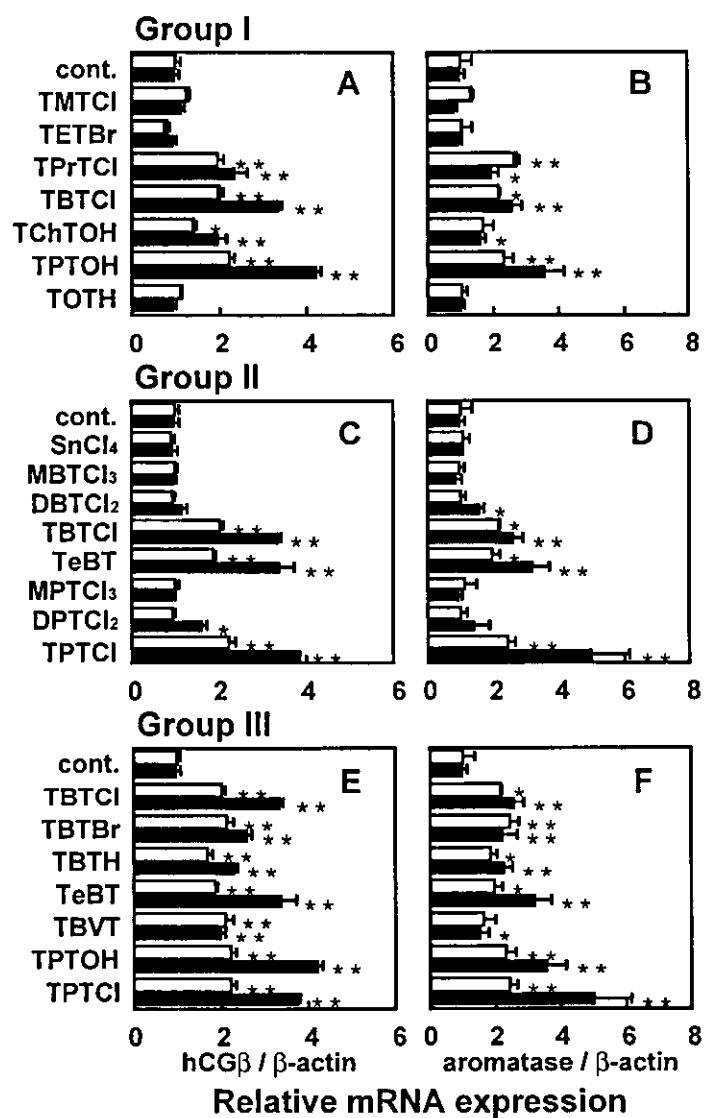 Group I
A
B
cont.
TMTCl
TETBr
TPrTCl
* *
* *
* *
*
TBTCl
* *
* *
*
* *
TChTOH
*
* *
*
TPTOH
* *
* *
* *
* *
TOTH
0 2 4 6 0 2 4 6 8
Group II
C
D
cont.
SnCl₄
MBTCl₃
DBTCl₂
*
TBTCl
* *
* *
*
* *
TeBT
* *
* *
*
* *
MPTCl₃
DPTCl₂
*
TPTCl
* *
* *
* *
* *
0 2 4 6 0 2 4 6 8
Group III
E
F
cont.
TBTCl
* *
* *
*
* *
TBTBr
* *
* *
* *
* *
TBTH
* *
* *
*
* *
TeBT
* *
* *
*
* *
TBVT
* *
* *
*
TPTOH
* *
* *
* *
* *
TPTCl
* *
* *
* *
* *
0 2 4 6 0 2 4 6 8
hCGβ / β-actin aromatase / β-actin
Relative mRNA expression